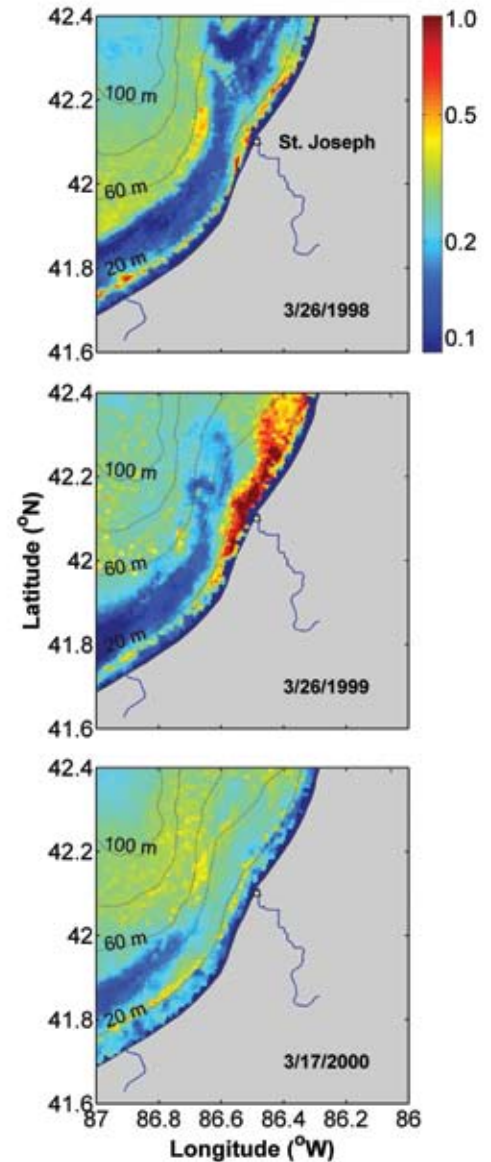 42.4
1.0
42.2
100 m
0.5
St. Joseph
42
60 m
0.2
41.8
20 m
3/26/1998
0.1
41.6
42.4
42.2
100 m
Latitude (°N)
42
60 m
41.8
20 m
3/26/1999
41.6
42.4
100 m
42.2
42
60 m
41.8
20 m
3/17/2000
41.6
87 86.8 86.6 86.4 86.2 86
Longitude (°W)